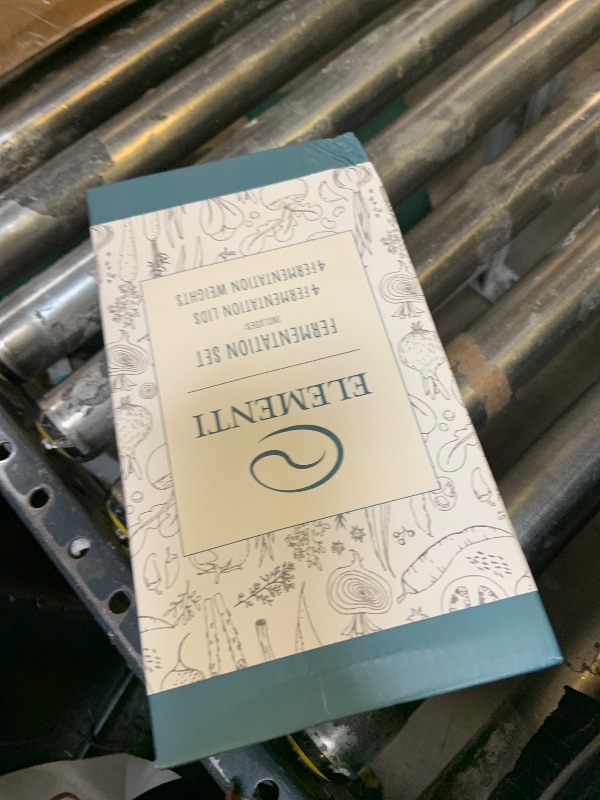 ELEMENTI
FERMENTATION SET
INCLUDES:
4 FERMENTATION LIDS
4 FERMENTATION WEIGHTS